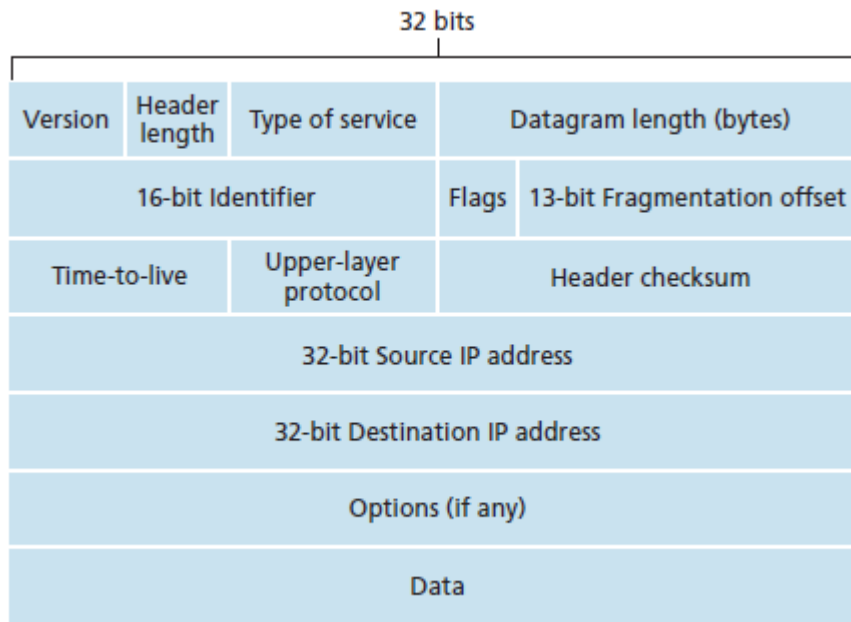 32 bits
Version
Header
length
Type of service
Datagram length (bytes)
16-bit Identifier
Flags
13-bit Fragmentation offset
Time-to-live
Upper-layer
protocol
Header checksum
32-bit Source IP address
32-bit Destination IP address
Options (if any)
Data